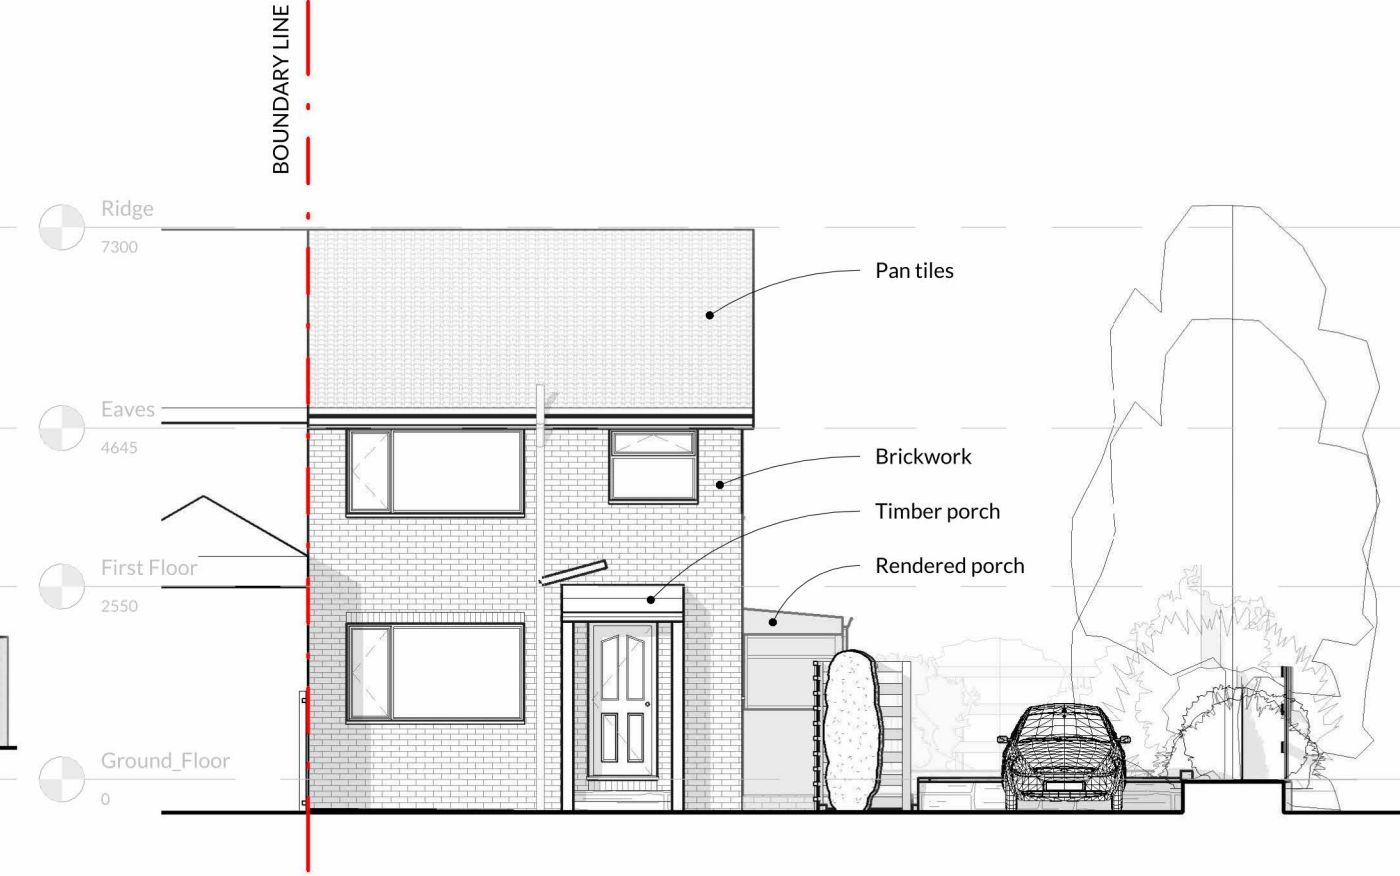 BOUNDARY LINE
Ridge
7300
Pan tiles
Eaves
4645
Brickwork
Timber porch
Rendered porch
First Floor
2550
Ground_Floor
0